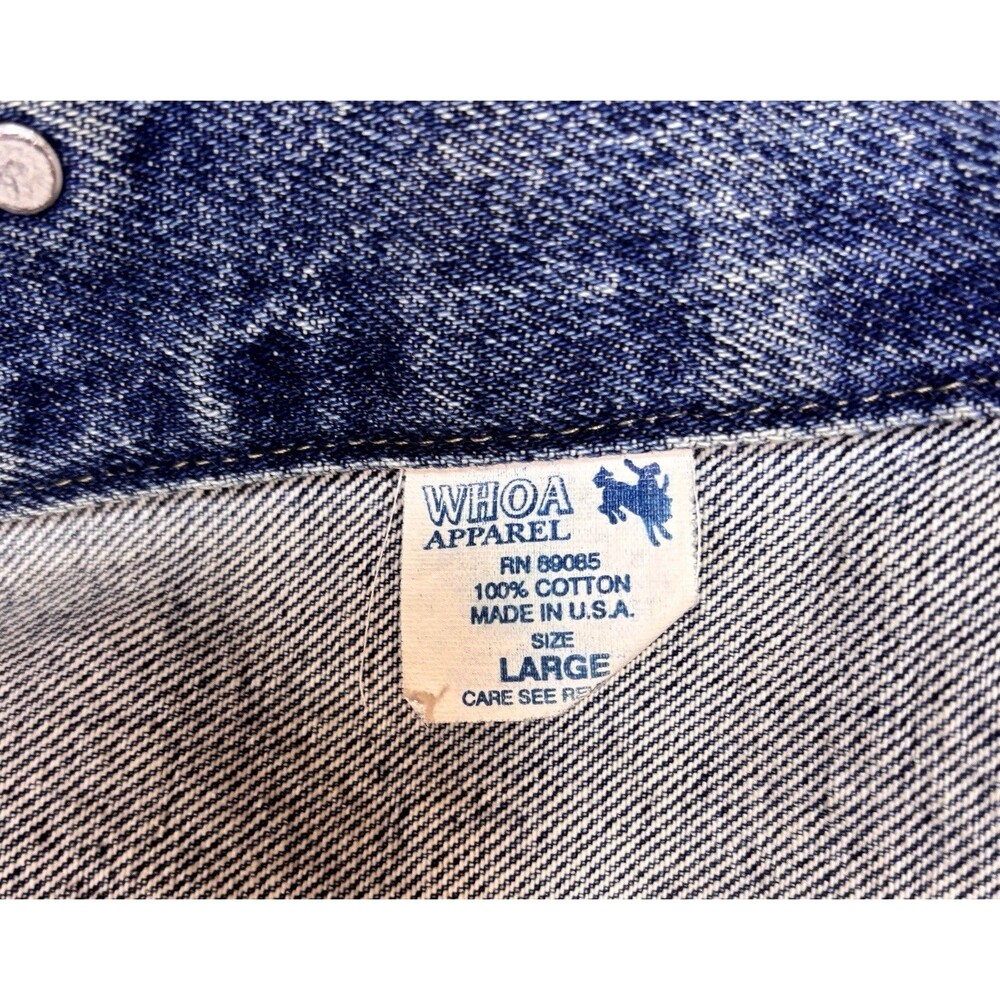 WHOA
APPAREL
RN 89085
100% COTTON
MADE IN U.S.A.
SIZE
LARGE
CARE SEE